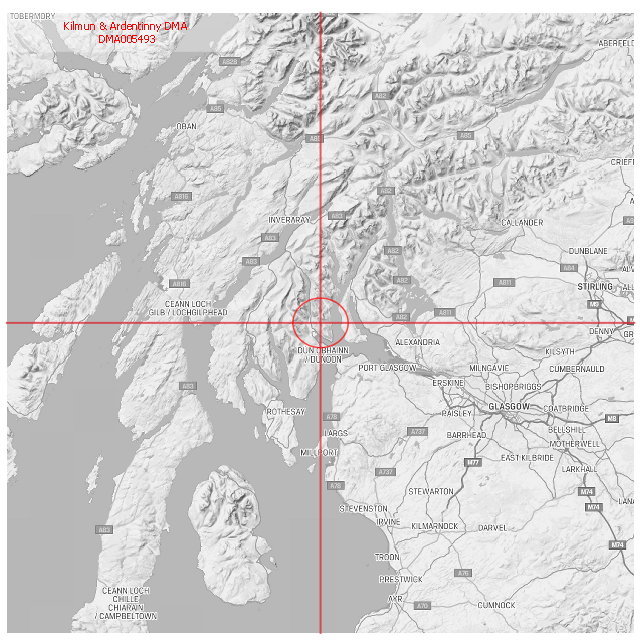 TOBERMORY
Kilmun & Ardentinny DMA
DMA005493
ABERFELD
A828
A82
A85
OBAN
A85
A85
CRIEFF
A816
A82
A83
INVERARAY
CALLANDER
A83
A82
DUNBLANE
A83
A84
A82
A811
STIRLING
A816
M9
CEANN LOCH
GILB / LOCHGILPHEAD
A82
A811
DENNY
ALEXANDRIA
DUN OBHAINN
/ DUNOON
KILSYTH
PORT GLASGOW
MILNGAVIE
CUMBERNAULD
ERSKINE
BISHOPBRIGGS
A83
ROTHESAY
PAISLEY
GLASGOW
COATBRIDGE
A78
M8
LARGS
A737
BARRHEAD
BELLSHILL
MOTHERWELL
MILLPORT
EAST KILBRIDE
M77
A737
LARKHALL
A78
STEWARTON
M74
M74
LANA
STEVENSTON
IRVINE
KILMARNOCK
DARVEL
A83
M74
TROON
A76
PRESTWICK
CEANN LOCH
CHILLE
CHIARAIN
/ CAMPBELTOWN
AYR
A70
CUMNOCK